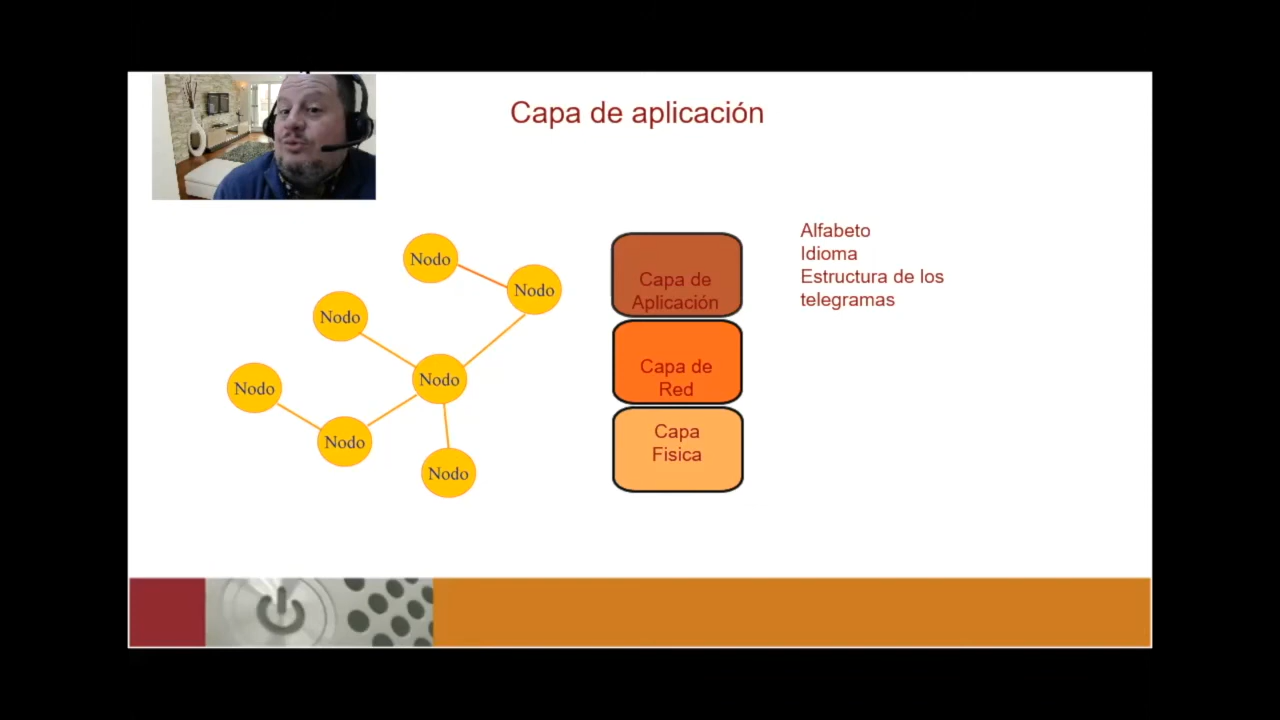 Capa de aplicación
Nodo
Nodo
Nodo
Nodo
Nodo
Nodo
Nodo
Capa de
Aplicación
Capa de
Red
Capa
Fisica
Alfabeto
Idioma
Estructura de los
telegramas